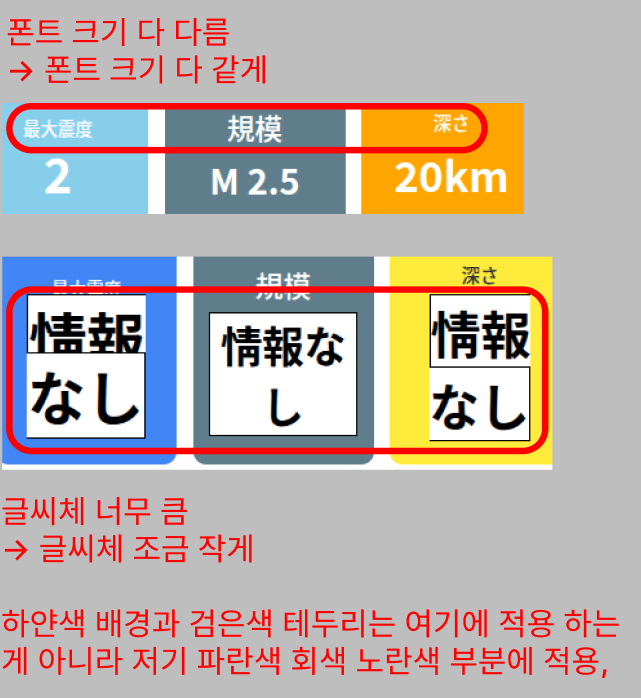 폰트 크기 다 다름
→ 폰트 크기 다 같게
最大震度 規模 深さ
2 M 2.5 20km
最大震度 規模 深さ
情報 情報な 情報
なし し なし
글씨체 너무 큼
→ 글씨체 조금 작게
하얀색 배경과 검은색 테두리는 여기에 적용 하는
게 아니라 저기 파란색 회색 노란색 부분에 적용,